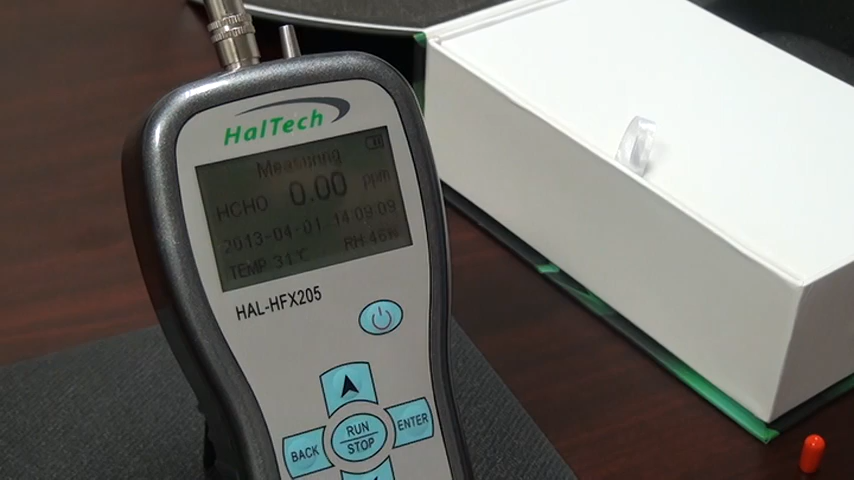 HalTech
Measuring
HCHO 0.00 ppm
2013-04-01 14:09:09
TEMP 31℃ RH 46%
HAL-HFX205
BACK
RUN
STOP
ENTER